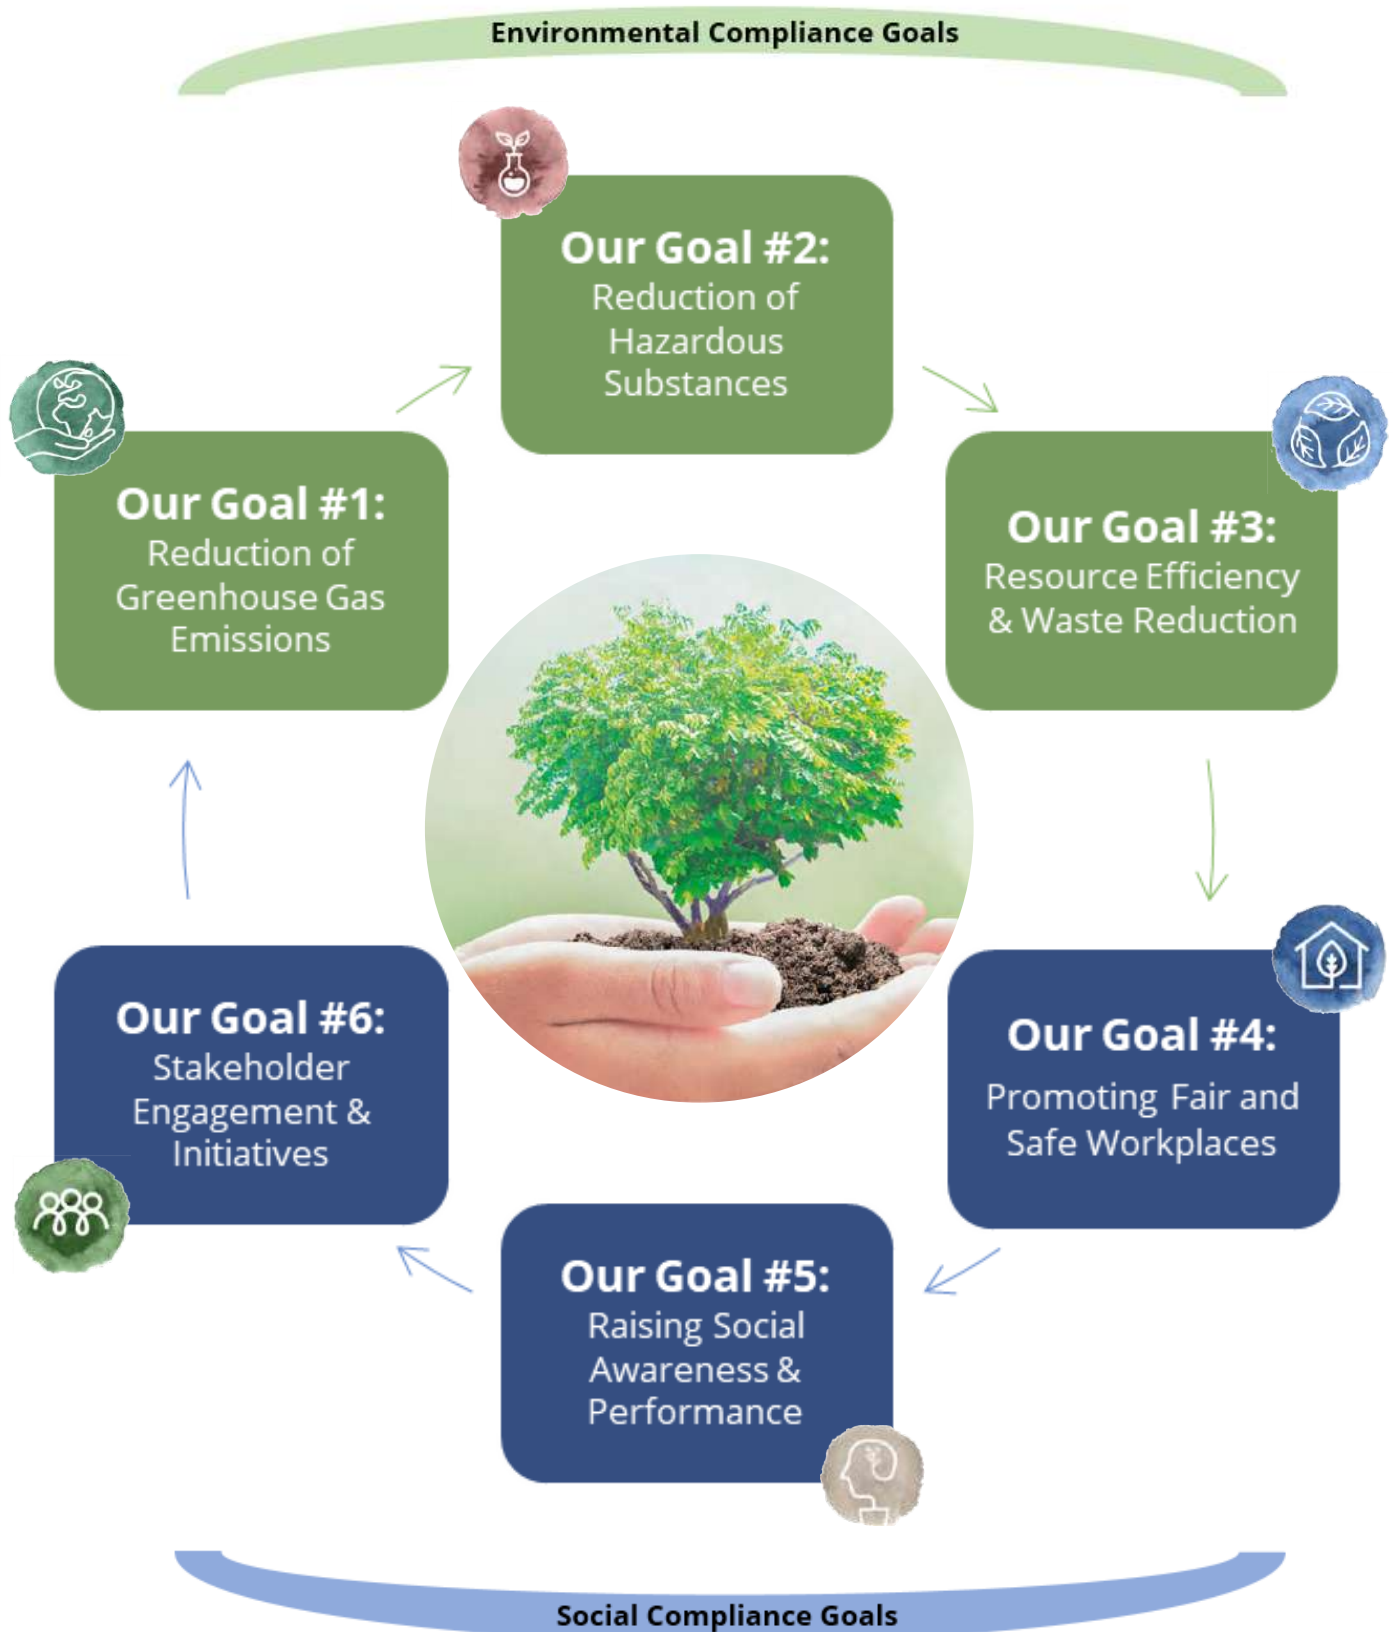 Environmental Compliance Goals
Our Goal #2:
Reduction of
Hazardous
Substances
Our Goal #1:
Reduction of
Greenhouse Gas
Emissions
Our Goal #3:
Resource Efficiency
& Waste Reduction
Our Goal #6:
Stakeholder
Engagement &
Initiatives
Our Goal #4:
Promoting Fair and
Safe Workplaces
Our Goal #5:
Raising Social
Awareness &
Performance
Social Compliance Goals